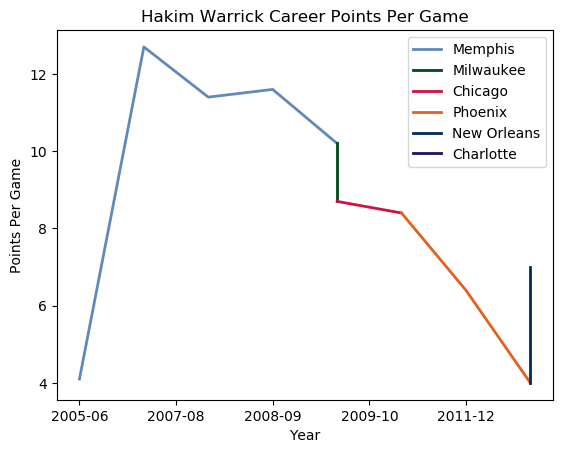 Hakim Warrick Career Points Per Game
Points Per Game
12
10
8
6
4
Memphis
Milwaukee
Chicago
Phoenix
New Orleans
Charlotte
2005-06 2007-08 2008-09 2009-10 2011-12
Year